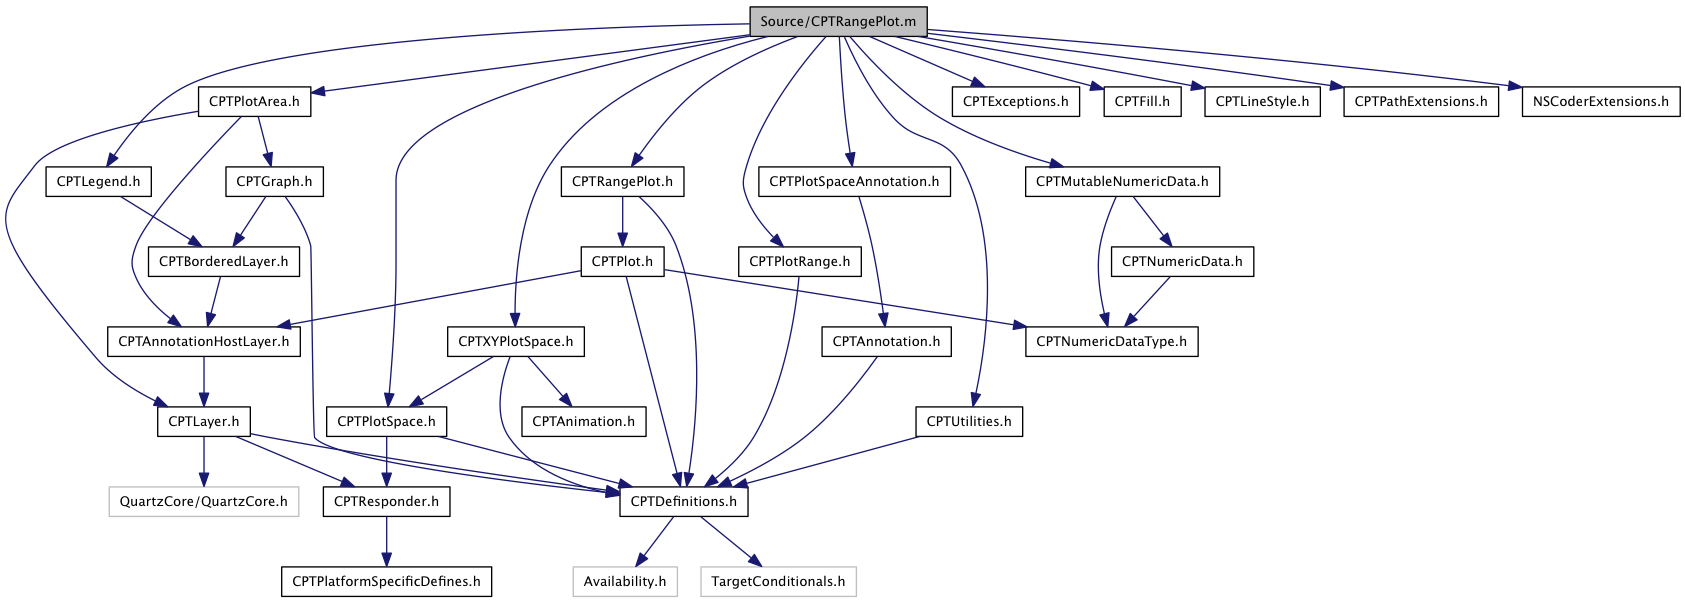 Source/CPTRangePlot.m
CPTPlotArea.h
CPTExceptions.h
CPTFill.h
CPTLineStyle.h
CPTPathExtensions.h
NSCoderExtensions.h
CPTLegend.h
CPTGraph.h
CPTRangePlot.h
CPTPlotSpaceAnnotation.h
CPTMutableNumericData.h
CPTBorderedLayer.h
CPTPlot.h
CPTPlotRange.h
CPTNumericData.h
CPTAnnotationHostLayer.h
CPTXYPlotSpace.h
CPTAnnotation.h
CPTNumericDataType.h
CPTLayer.h
CPTPlotSpace.h
CPTAnimation.h
CPTUtilities.h
QuartzCore/QuartzCore.h
CPTResponder.h
CPTDefinitions.h
CPTPlatformSpecificDefines.h
Availability.h
TargetConditionals.h